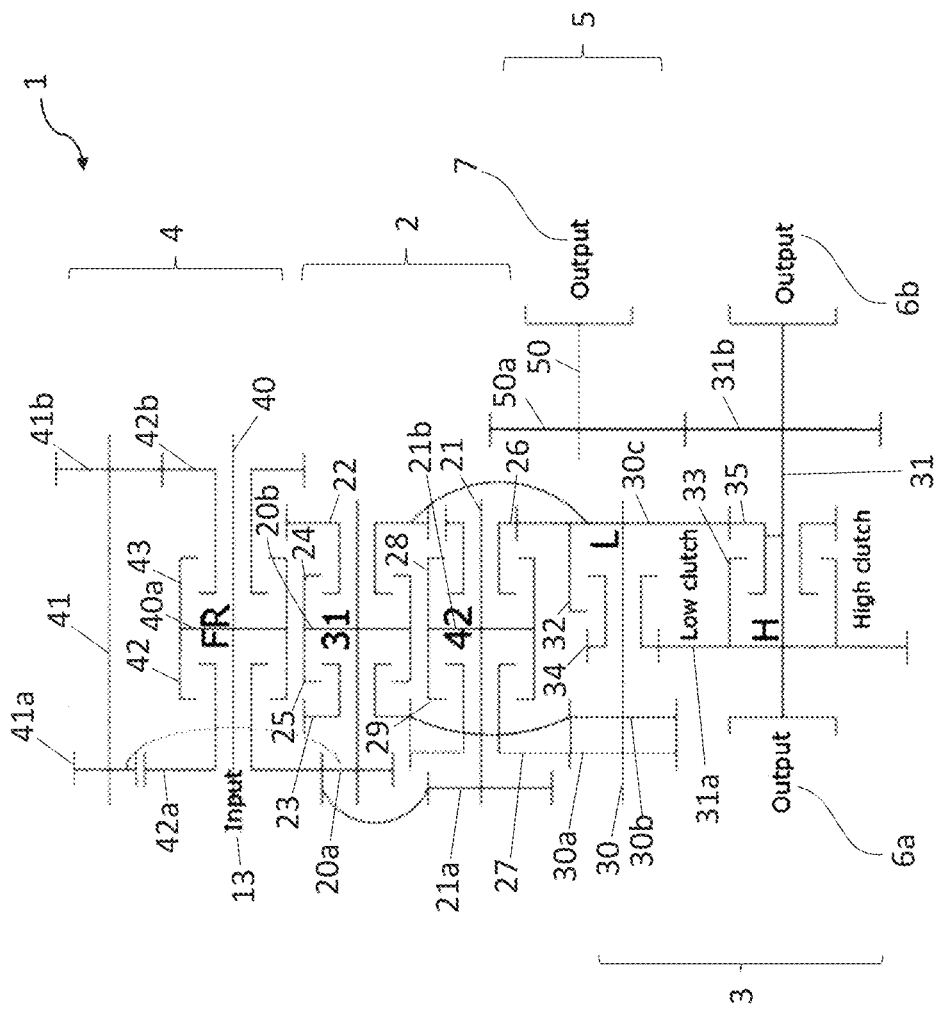 41a
41
41b
1
42
43
42b
40a
42a
4
FR
13
Input
40
20b
25
24
23
20a
31
22
29
28
2
42
21b
21a
21
27
26
34
32
50a
50
7
30a
Output
5
30
L
30b
30c
Low clutch
33
31a
31b
35
3
H
Output
Output
High clutch
6a
31
6b